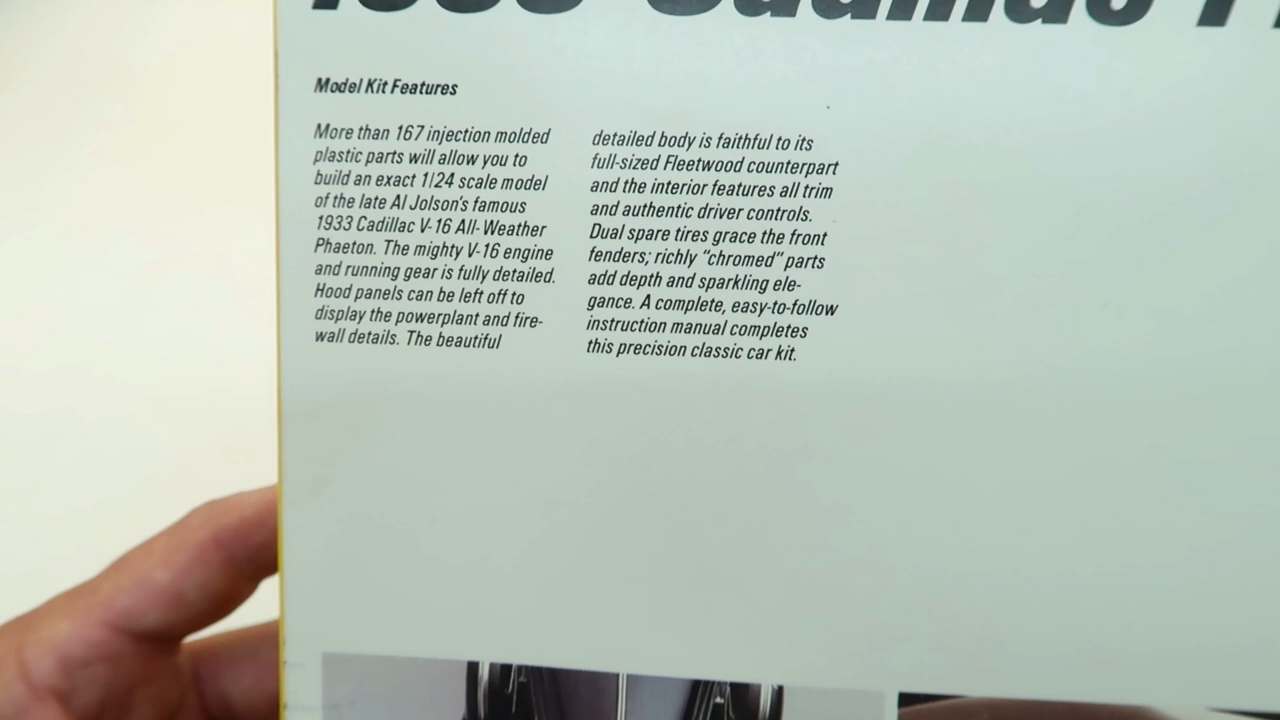 1933 Cadillac
Model Kit Features
More than 167 injection molded
plastic parts will allow you to
build an exact 1/24 scale model
of the late Al Jolson's famous
1933 Cadillac V-16 All-Weather
Phaeton. The mighty V-16 engine
and running gear is fully detailed.
Hood panels can be left off to
display the powerplant and fire-
wall details. The beautiful
detailed body is faithful to its
full-sized Fleetwood counterpart
and the interior features all trim
and authentic driver controls.
Dual spare tires grace the front
fenders; richly "chromed" parts
add depth and sparkling ele-
gance. A complete, easy-to-follow
instruction manual completes
this precision classic car kit.